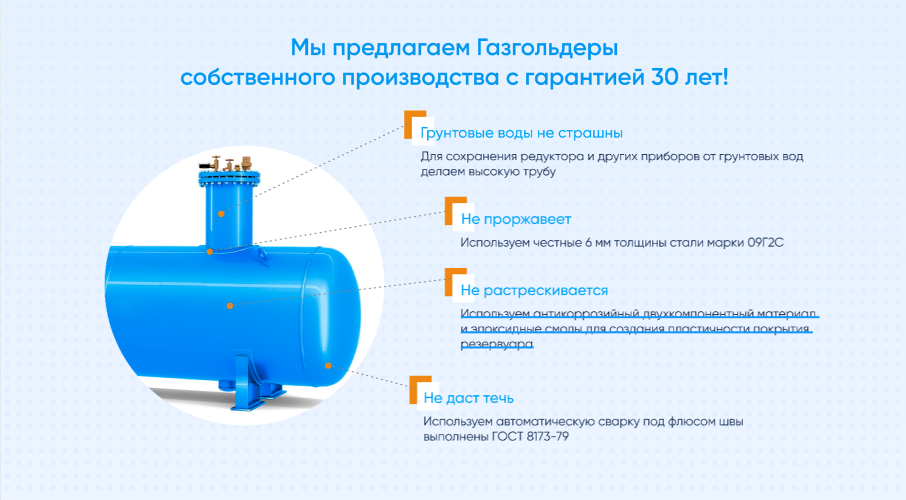 Мы предлагаем Газгольдеры
собственного производства с гарантией 30 лет!
Грунтовые воды не страшны
Для сохранения редуктора и других приборов от грунтовых вод
делаем высокую трубу
Не проржавеет
Используем честные 6 мм толщины стали марки 09Г2С
Не растрескивается
Используем антикоррозийный двухкомпонентный материал
и эпоксидные смолы для создания пластичности покрытия
резервуара
Не даст течь
Используем автоматическую сварку под флюсом швы
выполнены ГОСТ 8173-79